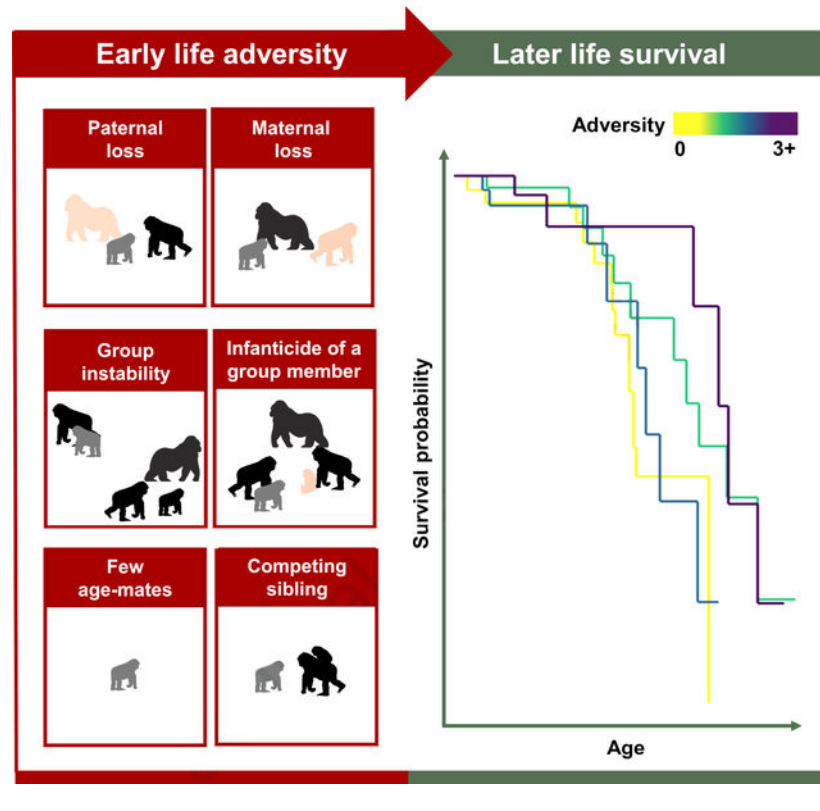 Early life adversity
Later life survival
Paternal
loss
Maternal
loss
Group
instability
Infanticide of a
group member
Few
age-mates
Competing
sibling
Adversity
0
3+
Survival probability
Age